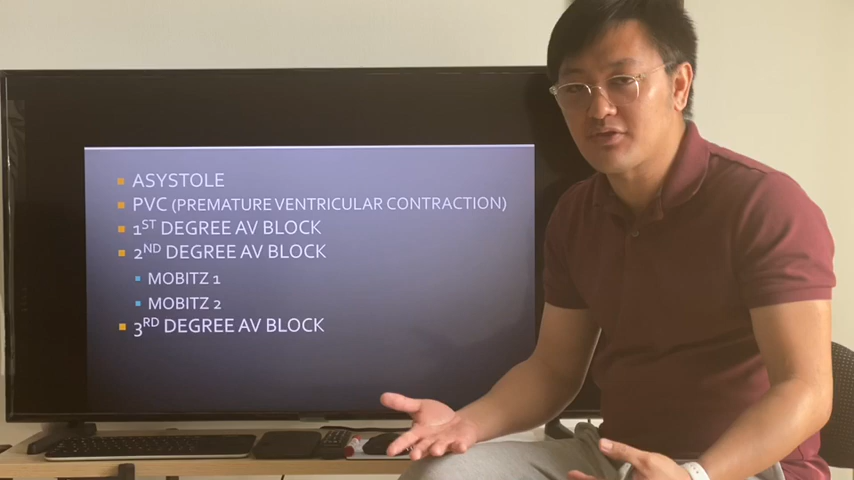 ASYSTOLE
PVC (PREMATURE VENTRICULAR CONTRACTION)
1ST DEGREE AV BLOCK
2ND DEGREE AV BLOCK
MOBITZ 1
MOBITZ 2
3RD DEGREE AV BLOCK